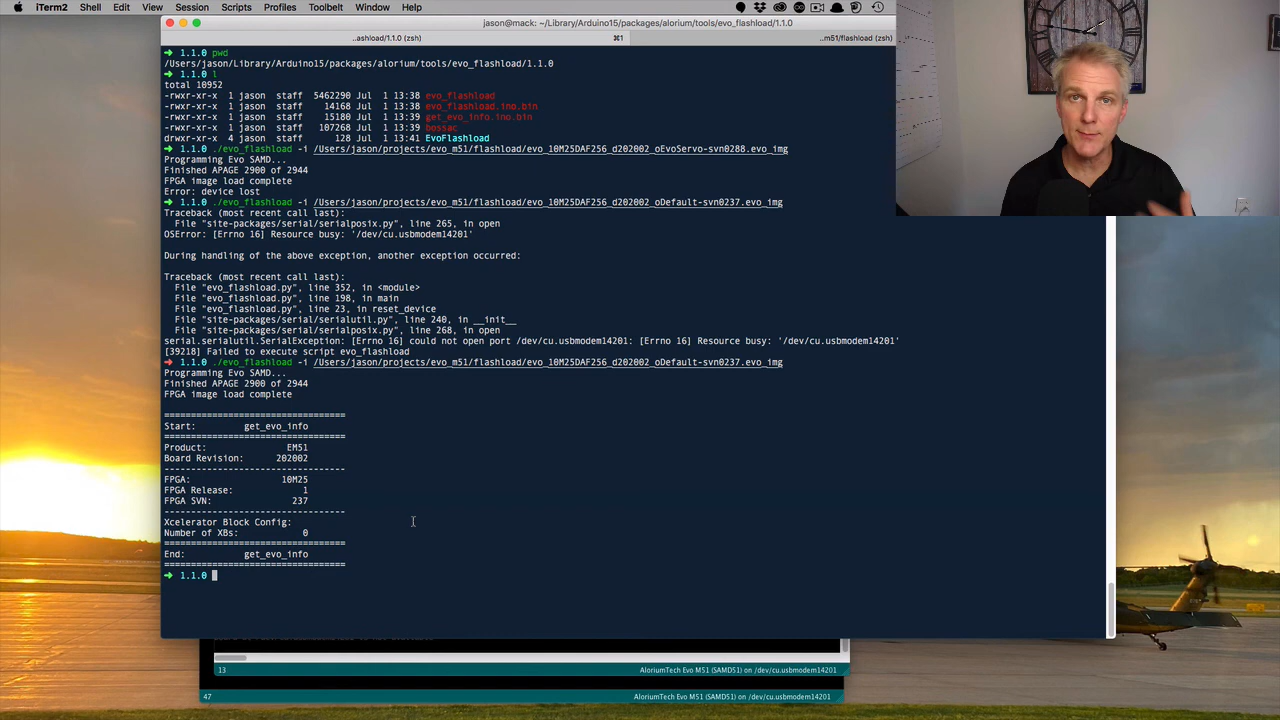 iTerm2 Shell Edit View Session Scripts Profiles Toolbelt Window Help
jason@mack: ~/Library/Arduino15/packages/alorium/tools/evo_flashload/1.1.0 (zsh)
..ashload/1.1.0 (zsh) ⌘1 ..m51/flashload (zsh)
➜ 1.1.0 pwd
/Users/jason/Library/Arduino15/packages/alorium/tools/evo_flashload/1.1.0
➜ 1.1.0 l
total 10952
-rwxr-xr-x 1 jason staff 5462290 Jul 1 13:38 evo_flashload
-rwxr-xr-x 1 jason staff 14168 Jul 1 13:38 evo_flashload.ino.bin
-rwxr-xr-x 1 jason staff 15180 Jul 1 13:39 get_evo_info.ino.bin
-rwxr-xr-x 1 jason staff 107268 Jul 1 13:39 bossac
drwxr-xr-x 4 jason staff 128 Jul 1 13:41 EvoFlashload
➜ 1.1.0 ./evo_flashload -i /Users/jason/projects/evo_m51/flashload/evo_10M25DAF256_d202002_oEvoServo-svn0288.evo_img
Programming Evo SAMD...
Finished APAGE 2900 of 2944
FPGA image load complete
Error: device lost
➜ 1.1.0 ./evo_flashload -i /Users/jason/projects/evo_m51/flashload/evo_10M25DAF256_d202002_oDefault-svn0237.evo_img
Traceback (most recent call last):
File "site-packages/serial/serialposix.py", line 265, in open
OSError: [Errno 16] Resource busy: '/dev/cu.usbmodem14201'
During handling of the above exception, another exception occurred:
Traceback (most recent call last):
File "evo_flashload.py", line 352, in <module>
File "evo_flashload.py", line 198, in main
File "evo_flashload.py", line 23, in reset_device
File "site-packages/serial/serialutil.py", line 240, in __init__
File "site-packages/serial/serialposix.py", line 268, in open
serial.serialutil.SerialException: [Errno 16] could not open port /dev/cu.usbmodem14201: [Errno 16] Resource busy: '/dev/cu.usbmodem14201'
[39218] Failed to execute script evo_flashload
➜ 1.1.0 ./evo_flashload -i /Users/jason/projects/evo_m51/flashload/evo_10M25DAF256_d202002_oDefault-svn0237.evo_img
Programming Evo SAMD...
Finished APAGE 2900 of 2944
FPGA image load complete
==================================
Start: get_evo_info
==================================
Product: EM51
Board Revision: 202002
----------------------------------
FPGA: 10M25
FPGA Release: 1
FPGA SVN: 237
----------------------------------
Xcelerator Block Config:
Number of XBs: 0
==================================
End: get_evo_info
==================================
➜ 1.1.0
13 AloriumTech Evo M51 (SAMD51) on /dev/cu.usbmodem14201
47 AloriumTech Evo M51 (SAMD51) on /dev/cu.usbmodem14201